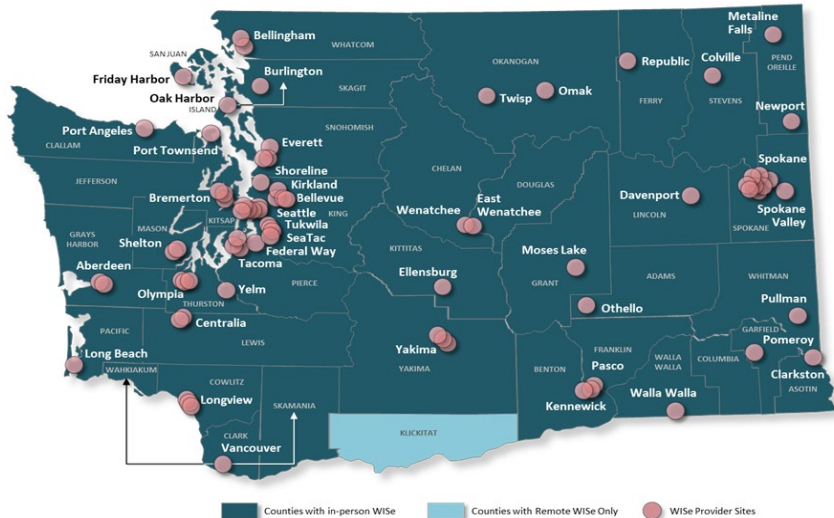 Metaline
Falls
Bellingham
WHATCOM
SAN JUAN
OKANOGAN
PEND
OREILLE
Republic
Colville
Friday Harbor
Burlington
Omak
Twisp
STEVENS
FERRY
SKAGIT
Oak Harbor
ISLAND
Newport
Port Angeles
SNOHOMISH
CLALLAM
Port Townsend
Everett
Spokane
CHELAN
Shoreline
DOUGLAS
JEFFERSON
Kirkland
Bremerton
Bellevue
East
Wenatchee
Davenport
Spokane
Valley
Wenatchee
LINCOLN
KITSAP
Seattle
KING
SPOKANE
MASON
Tukwila
GRAYS
HARBOR
Shelton
SeaTac
KITTITAS
Federal Way
Moses Lake
Tacoma
Aberdeen
Ellensburg
GRANT
ADAMS
WHITMAN
Olympia
Yelm
PIERCE
THURSTON
Othello
Pullman
Centralia
PACIFIC
GARFIELD
LEWIS
Pomeroy
Long Beach
Yakima
FRANKLIN
WALLA
WALLA
COLUMBIA
BENTON
Pasco
YAKIMA
WAHKIAKUM
Clarkston
COWLITZ
ASOTIN
Longview
SKAMANIA
Kennewick
Walla Walla
KLICKITAT
CLARK
Vancouver
Counties with in-person WISe
Counties with Remote WISe Only
WISe Provider Sites